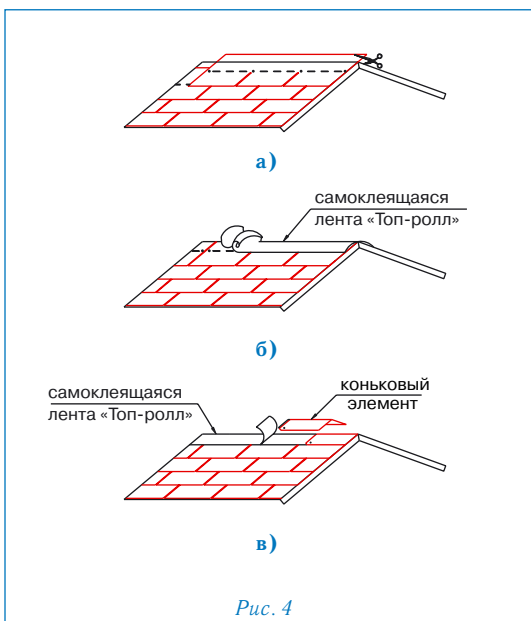 а)
самоклеящаяся
лента «Топ-ролл»
б)
самоклеящаяся
лента «Топ-ролл»
коньковый
элемент
в)
Рис. 4